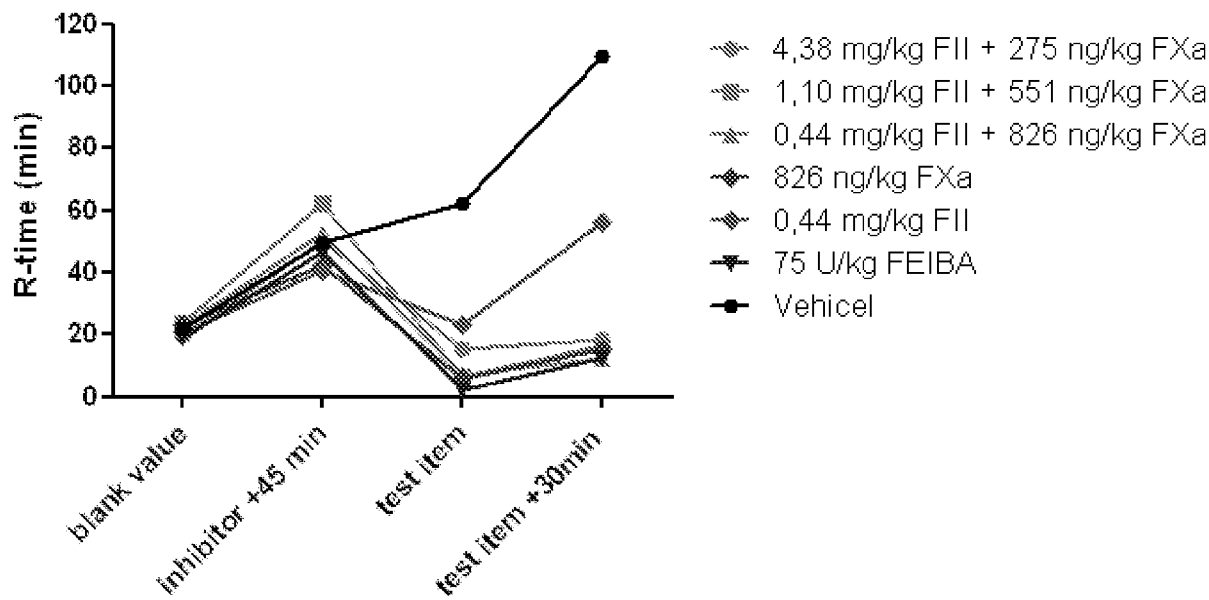 120
100
80
60
40
20
0
R-time (min)
blank value
inhibitor +45 min
test item
test item +30min
4,38 mg/kg FII + 275 ng/kg FXa
1,10 mg/kg FII + 551 ng/kg FXa
0,44 mg/kg FII + 826 ng/kg FXa
826 ng/kg FXa
0,44 mg/kg FII
75 U/kg FEIBA
Vehicel